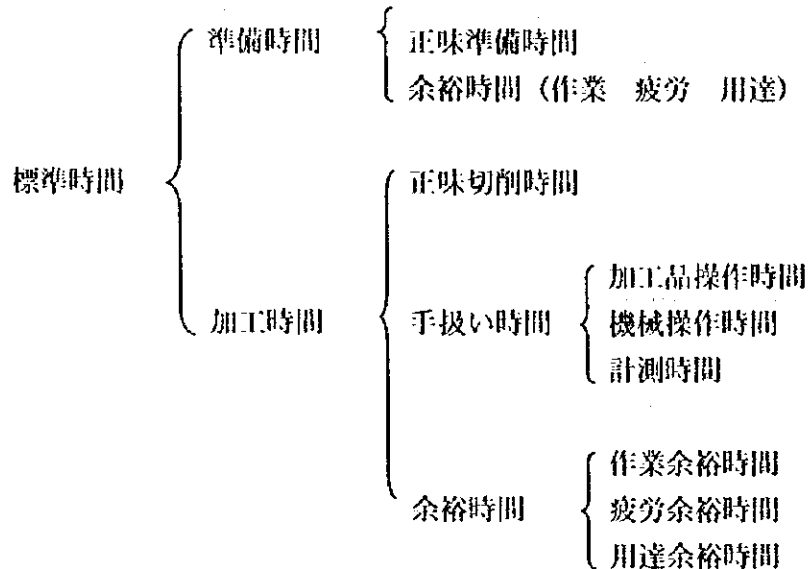 準備時間 正味準備時間
余裕時間（作業 疲労 用達）
標準時間 正味切削時間
加工品操作時間
加工時間 手扱い時間 機械操作時間
計測時間
作業余裕時間
余裕時間 疲労余裕時間
用達余裕時間